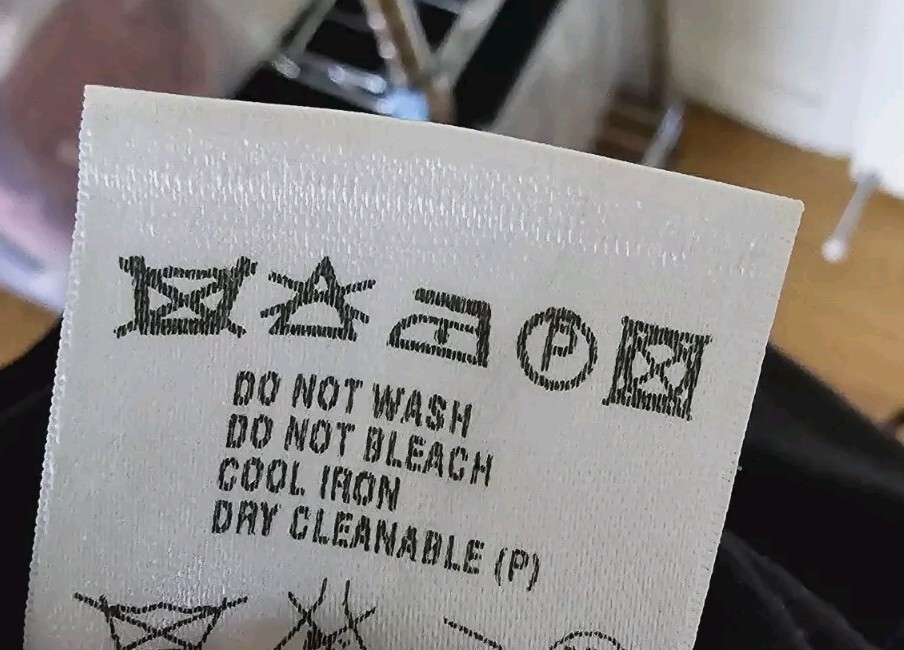 P
DO NOT WASH
DO NOT BLEACH
COOL IRON
DRY CLEANABLE (P)